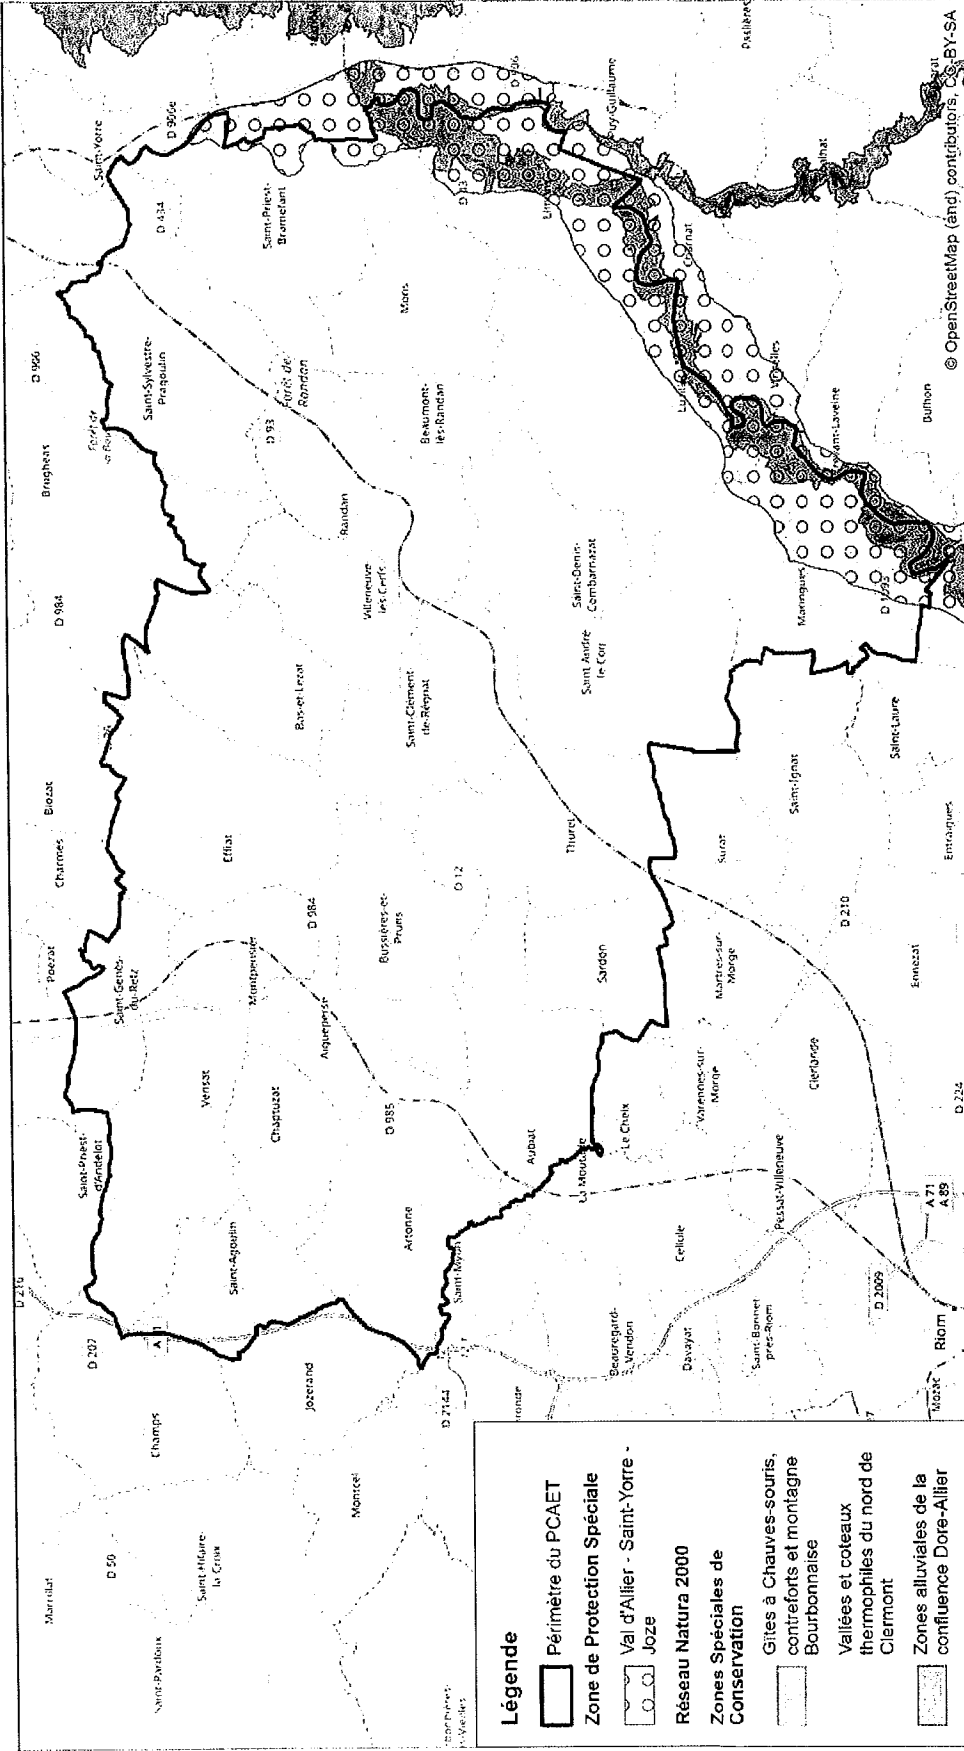 Légende
Périmètre du PCAET
Zone de Protection Spéciale
Val d'Allier - Saint-Yorre -
Joze
Réseau Natura 2000
Zones Spéciales de
Conservation
Gîtes à Chauves-souris,
contreforts et montagne
Bourbonnaise
Vallées et coteaux
thermophiles du nord de
Clermont
Zones alluviales de la
confluence Dore-Allier
© OpenStreetMap (and) contributors, CC-BY-SA
Marcillat
D 50
Saint-Pardoux
Saint-Hilaire-
la Croix
Champs
Montcel
Jozerand
D 207
D 216
D 2144
Saint-Priest-
d'Andelot
Saint-Agoulin
Artonne
Saint-Myon
Vensat
Chaptuzat
D 985
Aubiat
La Moutade
Le Cheix
Cellule
Beauregard-
Vendon
Davayat
Saint-Bonnet
près-Riom
D 2009
Riom
Mozac
A 71
A 89
Pessat-Villeneuve
Varennes-sur-
Morge
Clerlande
D 224
Poëzat
Saint-Genès-
du-Retz
Montpensier
Aigueperse
D 984
Bussières-et-
Pruns
D 12
Sardon
Martres-sur-
Morge
D 210
Ennezat
Charmes
Biozat
Effiat
Thuret
Surat
Saint-Ignat
Entraigues
Saint-Laure
Bas-et-Lezat
Saint-Clément-
de-Régnat
Villeneuve
les-Cerfs
Saint-André
le-Coq
Saint-Denis-
Combarnazat
Maringues
D 1093
D 984
Brugheas
D 906
Randan
Forêt de
Randan
D 93
Beaumont-
lès-Randan
Saint-Sylvestre-
Pragoulin
Mons
Saint-Yorre
D 906e
D 434
Saint-Priest-
Bramefant
Puy-Guillaume
Charnat
Bulhon
Paslières